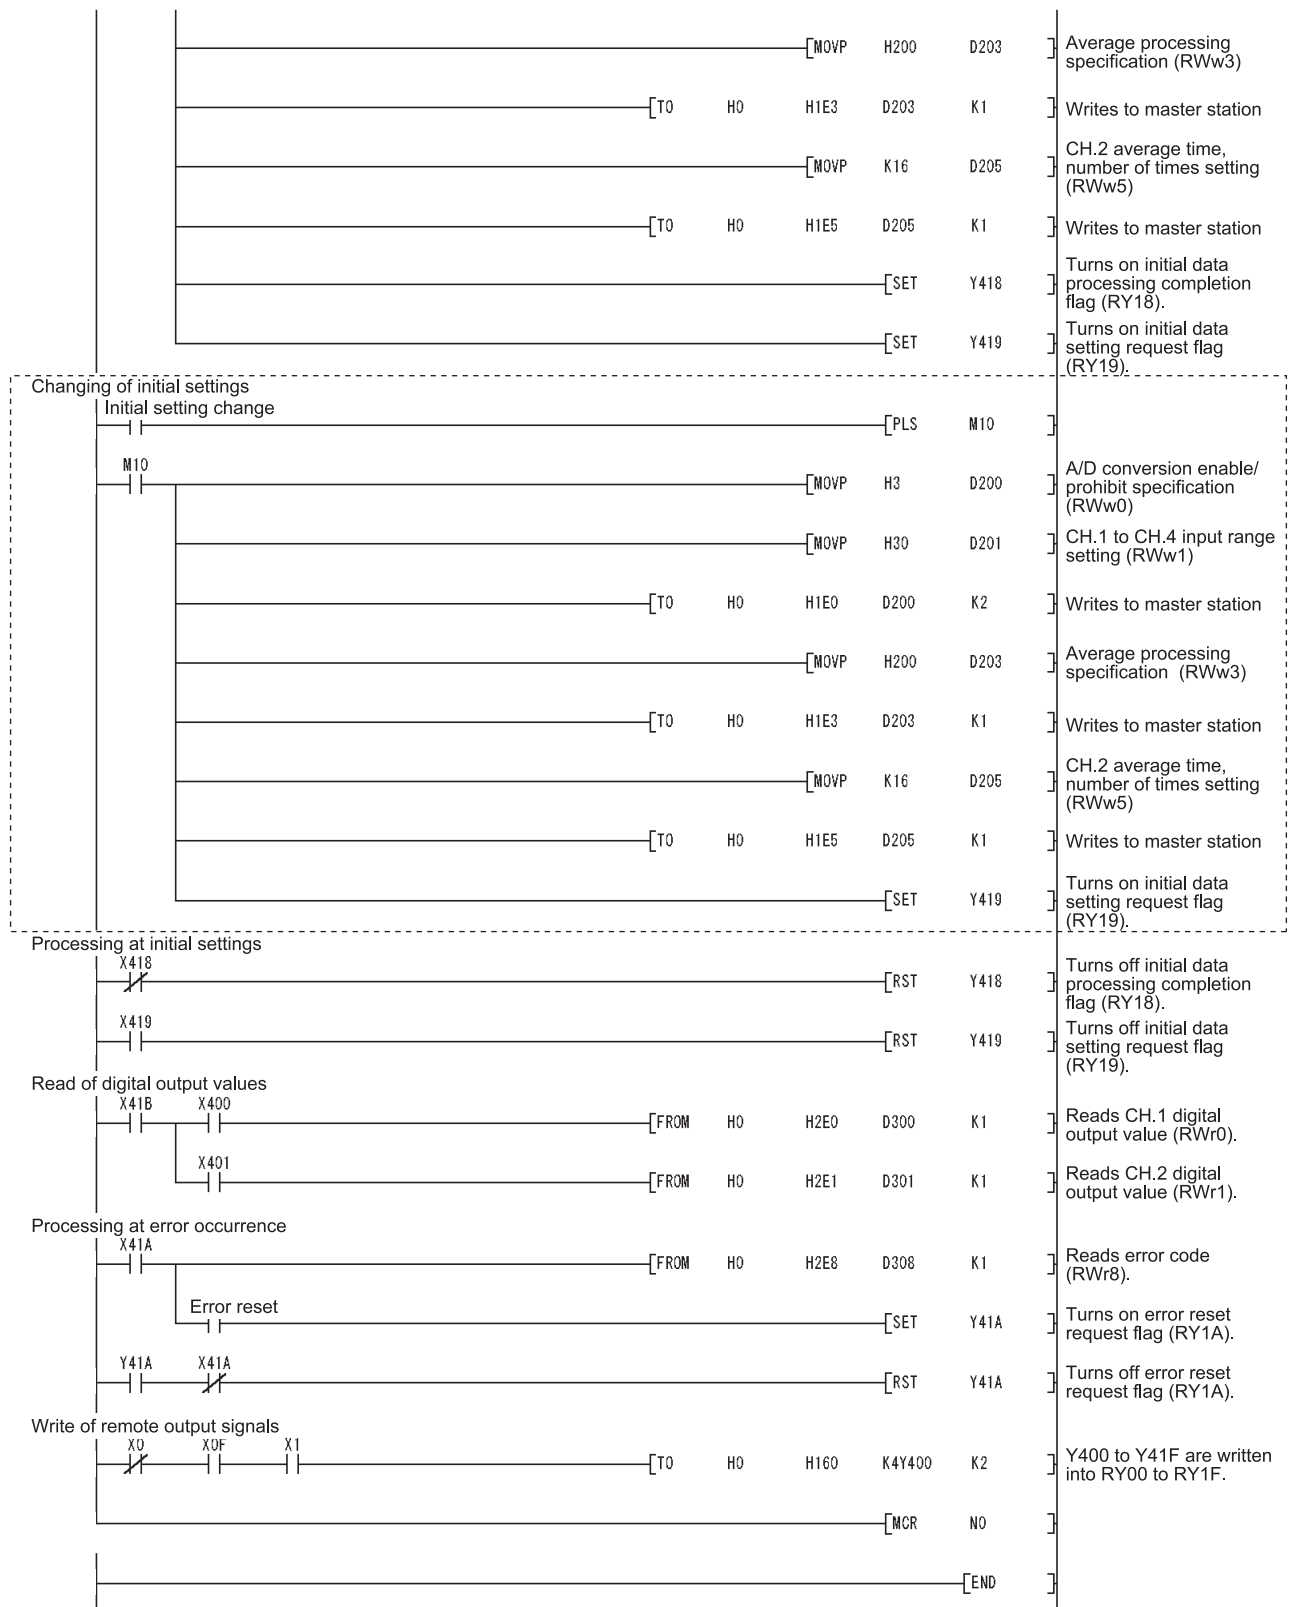 MOVP H200 D203 Average processing
specification (RWw3)
TO H0 H1E3 D203 K1 Writes to master station
CH.2 average time,
MOVP K16 D205 number of times setting
(RWw5)
TO H0 H1E5 D205 K1 Writes to master station
Turns on initial data
SET Y418 processing completion
flag (RY18).
Turns on initial data
SET Y419 setting request flag
(RY19).
Changing of initial settings
Initial setting change
PLS M10
M10
A/D conversion enable/
MOVP H3 D200 prohibit specification
(RWw0)
MOVP H30 D201 CH.1 to CH.4 input range
setting (RWw1)
TO H0 H1E0 D200 K2 Writes to master station
MOVP H200 D203 Average processing
specification (RWw3)
TO H0 H1E3 D203 K1 Writes to master station
CH.2 average time,
MOVP K16 D205 number of times setting
(RWw5)
TO H0 H1E5 D205 K1 Writes to master station
Turns on initial data
SET Y419 setting request flag
(RY19).
Processing at initial settings
X418
Turns off initial data
RST Y418 processing completion
flag (RY18).
X419
Turns off initial data
RST Y419 setting request flag
(RY19).
Read of digital output values
X41B X400
FROM H0 H2E0 D300 K1 Reads CH.1 digital
output value (RWr0).
X401
FROM H0 H2E1 D301 K1 Reads CH.2 digital
output value (RWr1).
Processing at error occurrence
X41A
FROM H0 H2E8 D308 K1 Reads error code
(RWr8).
Error reset
SET Y41A Turns on error reset
request flag (RY1A).
Y41A X41A
RST Y41A Turns off error reset
request flag (RY1A).
Write of remote output signals
X0 X0F X1
TO H0 H160 K4Y400 K2 Y400 to Y41F are written
into RY00 to RY1F.
MCR N0
END